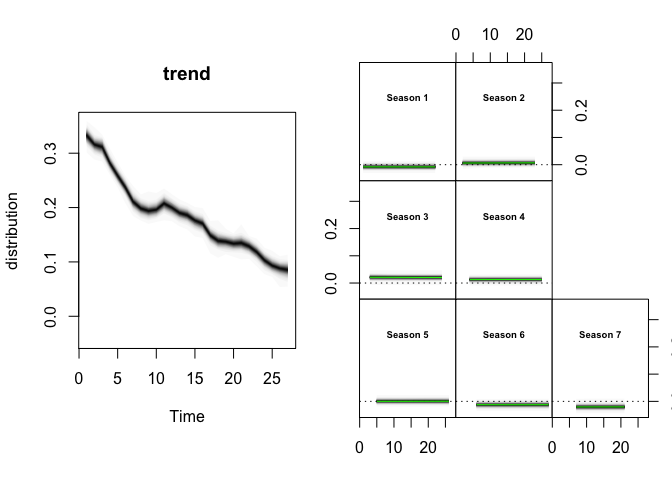 trend
distribution
0.0 0.1 0.2 0.3
0 5 10 15 20 25
Time
0 10 20
Season 1
Season 2
0.0 0.2
Season 3
Season 4
0.0 0.2
Season 5
Season 6
Season 7
0 10 20
0 10 20